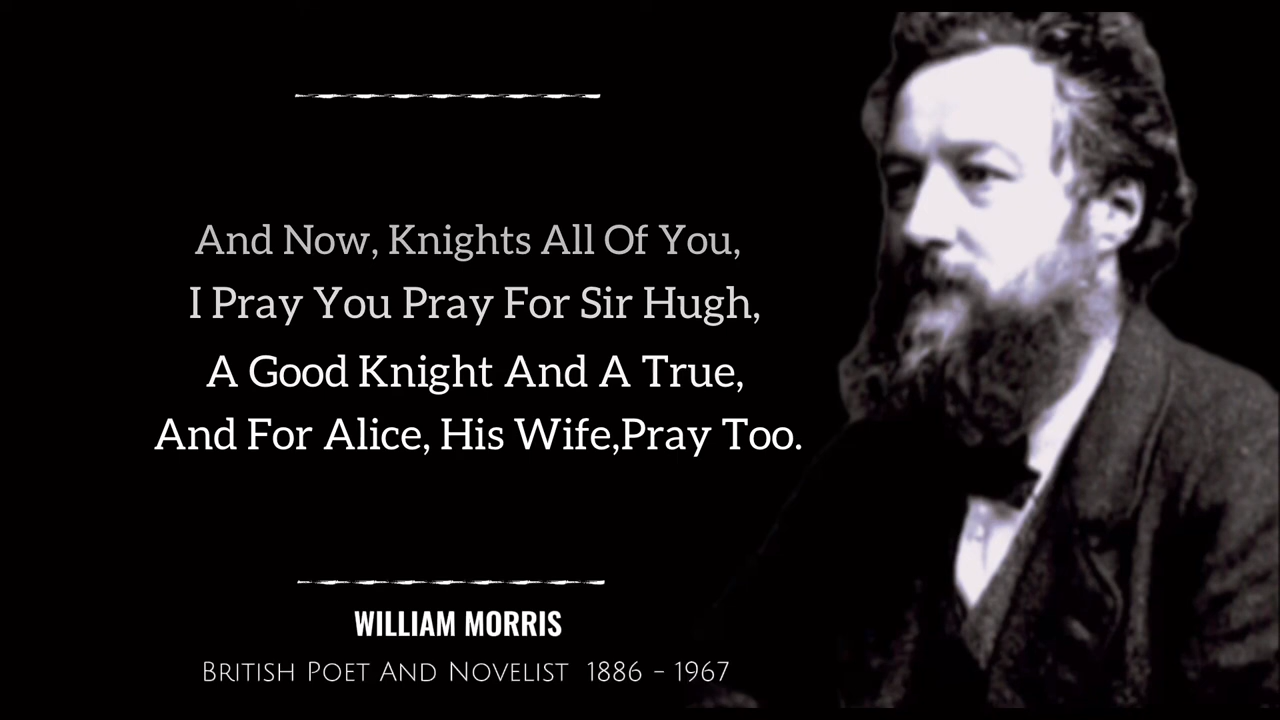 And Now, Knights All Of You,
I Pray You Pray For Sir Hugh,
A Good Knight And A True,
And For Alice, His Wife,Pray Too.
WILLIAM MORRIS
British Poet And Novelist 1886 - 1967